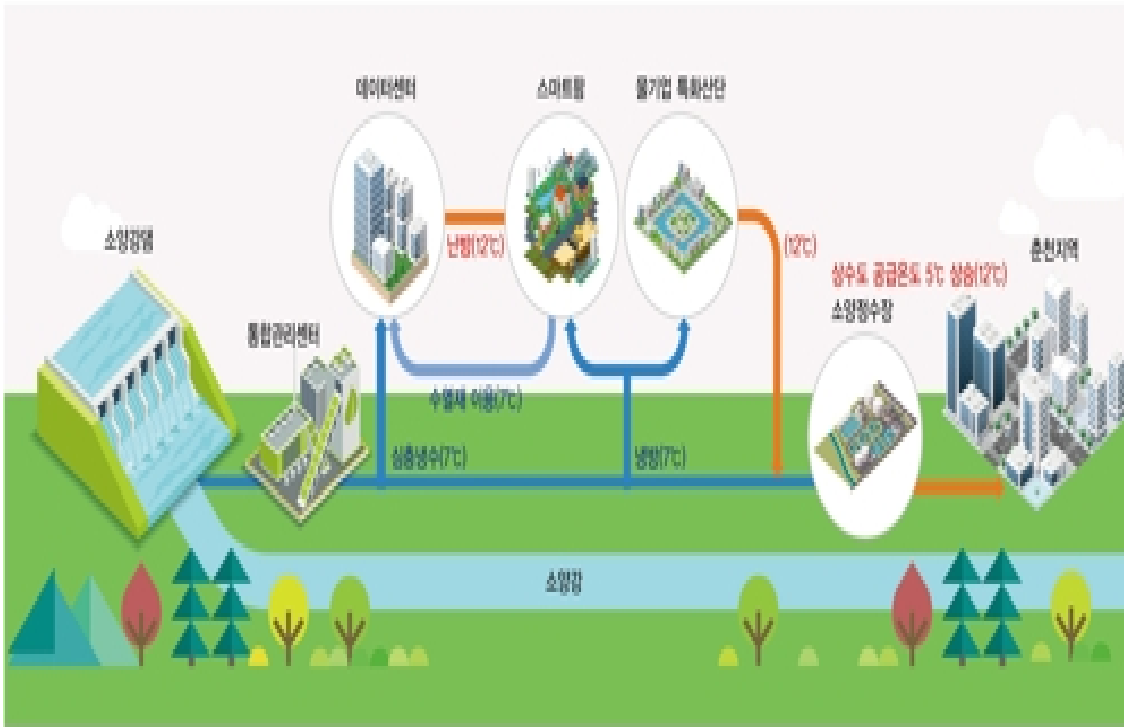 데이터센터
스마트팜
물기업 특화산단
소양강댐
난방(12℃)
(12℃)
춘천지역
상수도 공급온도 5℃ 상승(12℃)
소양정수장
통합관리센터
수열재 이용(7℃)
심층냉수(7℃)
냉방(7℃)
소양강